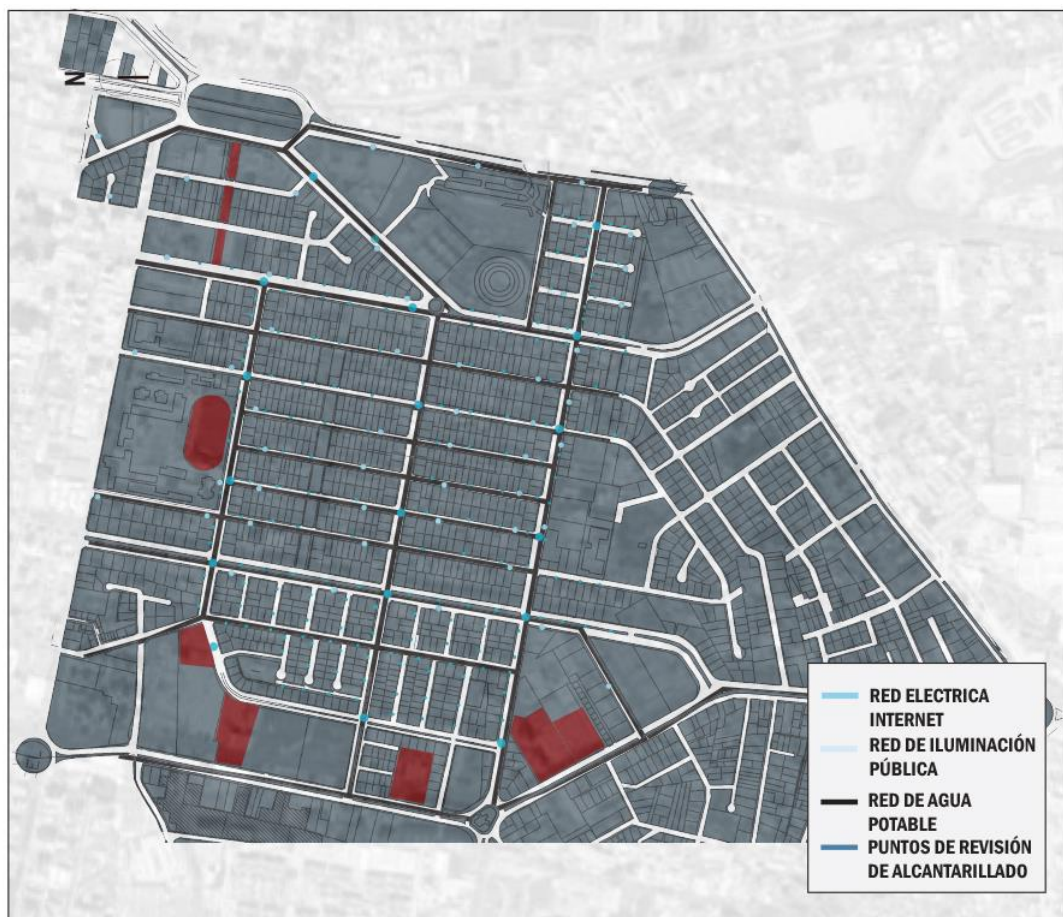 N
RED ELECTRICA
INTERNET
RED DE ILUMINACIÓN
PÚBLICA
RED DE AGUA
POTABLE
PUNTOS DE REVISIÓN
DE ALCANTARILLADO